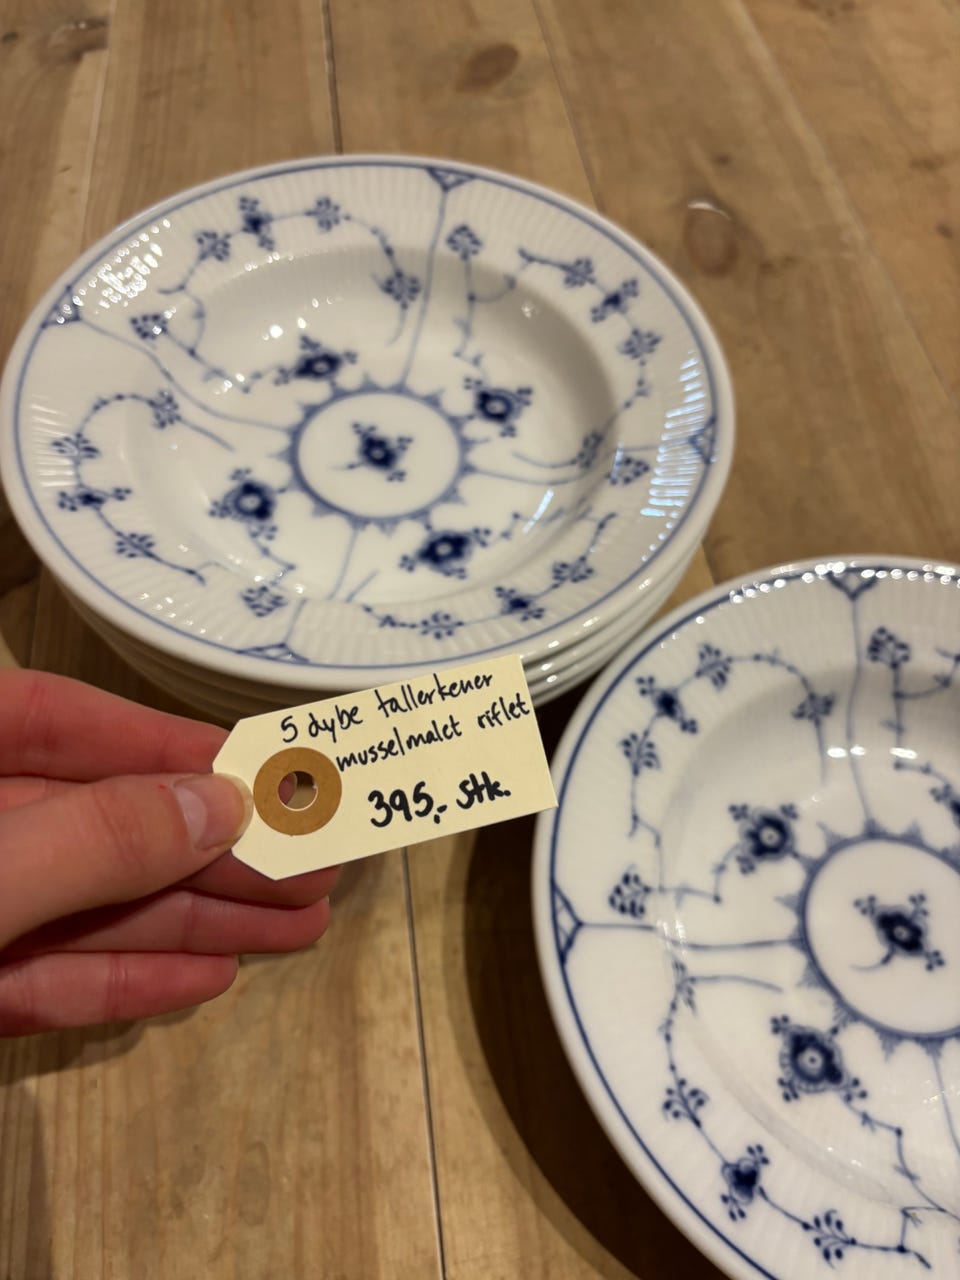 5 dybe tallerkener
musselmalet riflet
395,- stk.